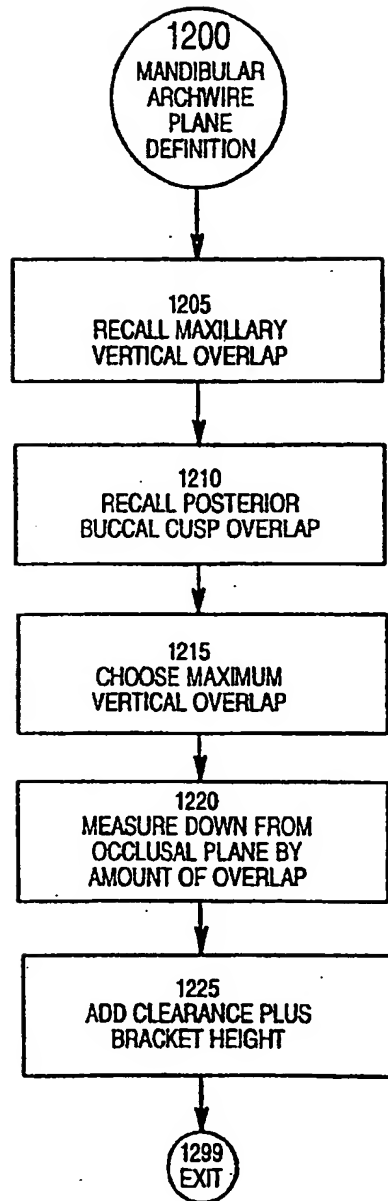 1200
MANDIBULAR
ARCHWIRE
PLANE
DEFINITION
1205
RECALL MAXILLARY
VERTICAL OVERLAP
1210
RECALL POSTERIOR
BUCCAL CUSP OVERLAP
1215
CHOOSE MAXIMUM
VERTICAL OVERLAP
1220
MEASURE DOWN FROM
OCCLUSAL PLANE BY
AMOUNT OF OVERLAP
1225
ADD CLEARANCE PLUS
BRACKET HEIGHT
1299
EXIT